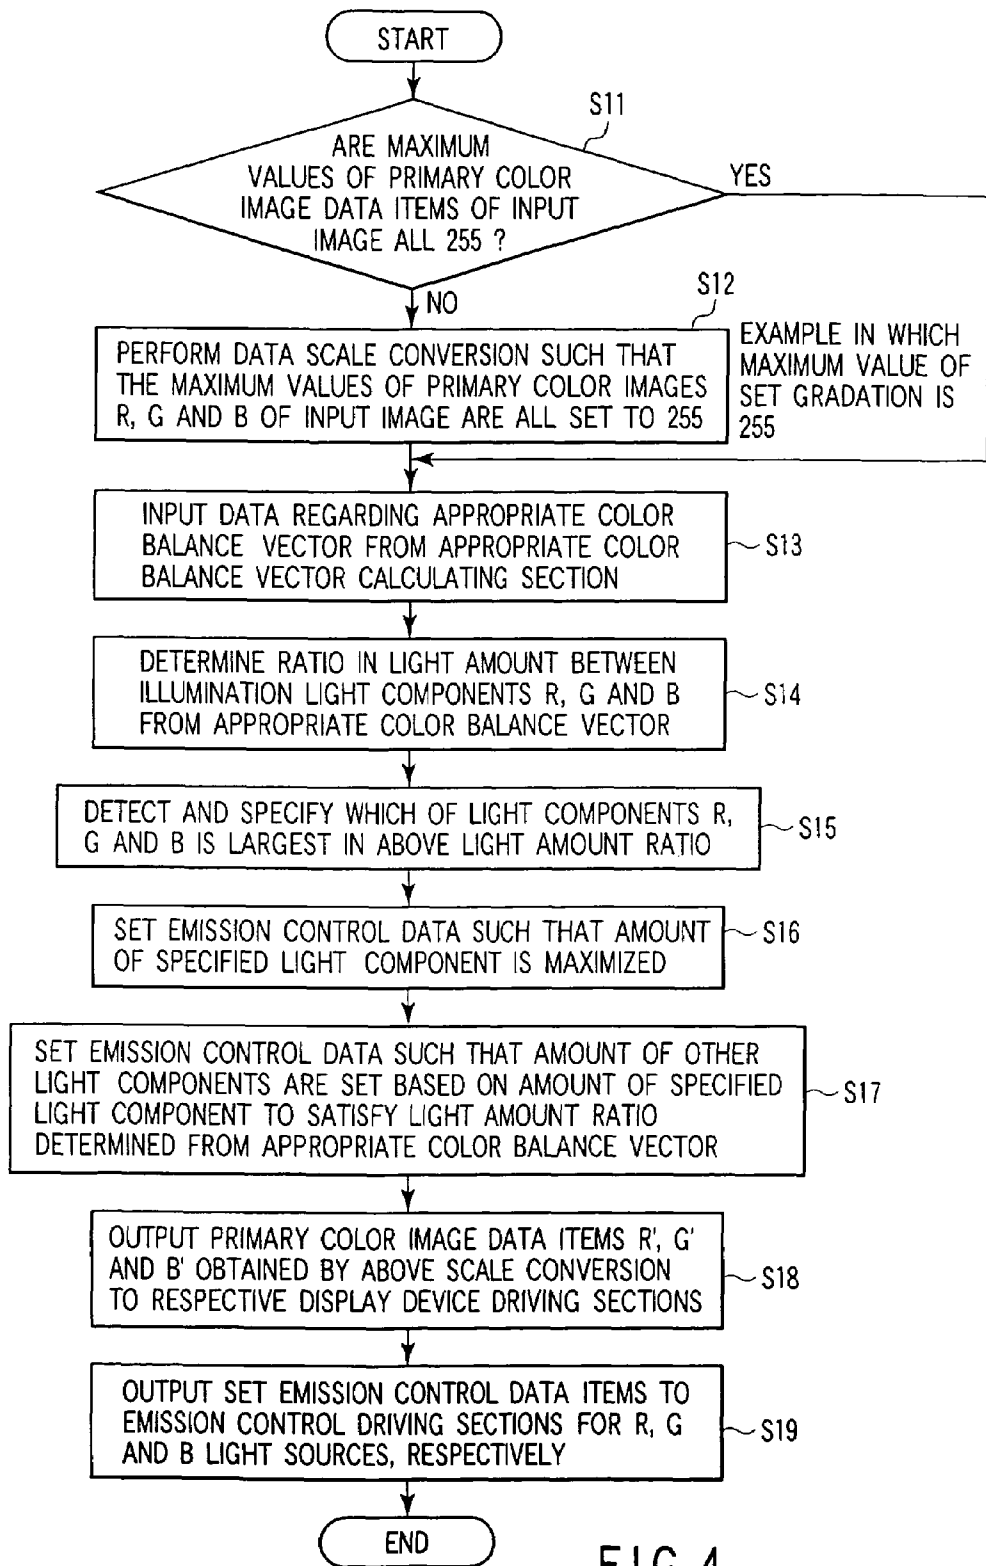 START
S11
ARE MAXIMUM
VALUES OF PRIMARY COLOR
IMAGE DATA ITEMS OF INPUT
IMAGE ALL 255 ?
YES
NO
S12
PERFORM DATA SCALE CONVERSION SUCH THAT
THE MAXIMUM VALUES OF PRIMARY COLOR IMAGES
R, G AND B OF INPUT IMAGE ARE ALL SET TO 255
EXAMPLE IN WHICH
MAXIMUM VALUE OF
SET GRADATION IS
255
INPUT DATA REGARDING APPROPRIATE COLOR
BALANCE VECTOR FROM APPROPRIATE COLOR
BALANCE VECTOR CALCULATING SECTION
S13
DETERMINE RATIO IN LIGHT AMOUNT BETWEEN
ILLUMINATION LIGHT COMPONENTS R, G AND B
FROM APPROPRIATE COLOR BALANCE VECTOR
S14
DETECT AND SPECIFY WHICH OF LIGHT COMPONENTS R,
G AND B IS LARGEST IN ABOVE LIGHT AMOUNT RATIO
S15
SET EMISSION CONTROL DATA SUCH THAT AMOUNT
OF SPECIFIED LIGHT COMPONENT IS MAXIMIZED
S16
SET EMISSION CONTROL DATA SUCH THAT AMOUNT OF OTHER
LIGHT COMPONENTS ARE SET BASED ON AMOUNT OF SPECIFIED
LIGHT COMPONENT TO SATISFY LIGHT AMOUNT RATIO
DETERMINED FROM APPROPRIATE COLOR BALANCE VECTOR
S17
OUTPUT PRIMARY COLOR IMAGE DATA ITEMS R', G'
AND B' OBTAINED BY ABOVE SCALE CONVERSION
TO RESPECTIVE DISPLAY DEVICE DRIVING SECTIONS
S18
OUTPUT SET EMISSION CONTROL DATA ITEMS TO
EMISSION CONTROL DRIVING SECTIONS FOR R, G
AND B LIGHT SOURCES, RESPECTIVELY
S19
END
FIG. 4